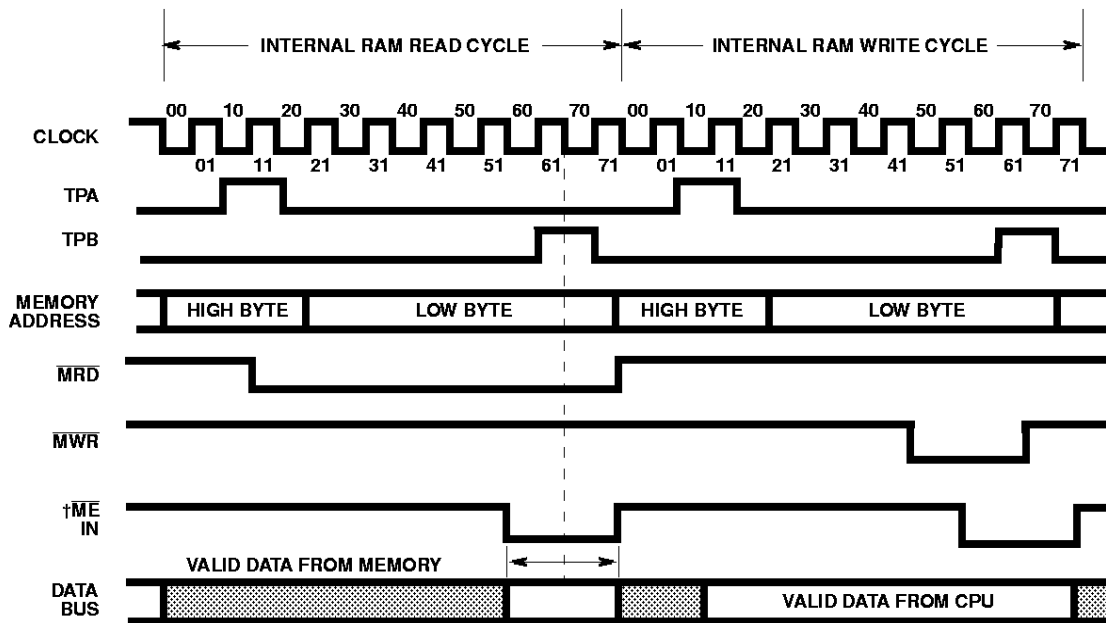 INTERNAL RAM READ CYCLE INTERNAL RAM WRITE CYCLE
00 10 20 30 40 50 60 70 00 10 20 30 40 50 60 70
CLOCK
01 11 21 31 41 51 61 71 01 11 21 31 41 51 61 71
TPA
TPB
MEMORY
ADDRESS
HIGH BYTE LOW BYTE HIGH BYTE LOW BYTE
MRD
MWR
†ME
IN
VALID DATA FROM MEMORY
DATA
BUS
VALID DATA FROM CPU